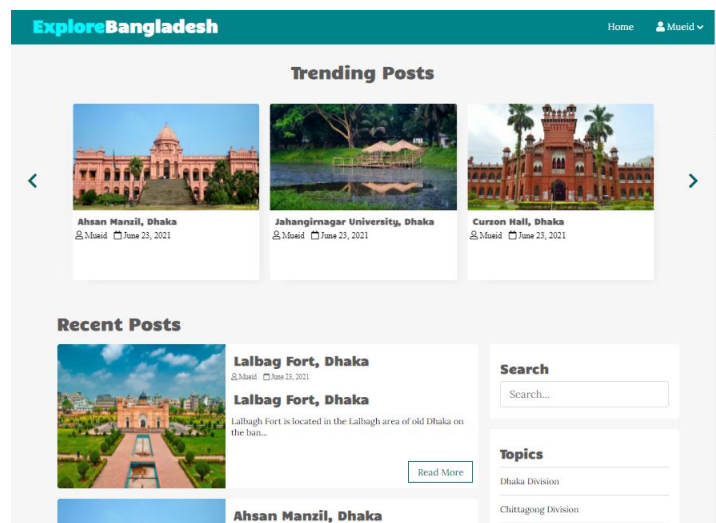 ExploreBangladesh
Home
Mueid
Trending Posts
Ahsan Manzil, Dhaka
Mueid June 23, 2021
Jahangirnagar University, Dhaka
Mueid June 23, 2021
Curzon Hall, Dhaka
Mueid June 23, 2021
Recent Posts
Lalbag Fort, Dhaka
Mueid June 23, 2021
Lalbag Fort, Dhaka
Lalbagh Fort is located in the Lalbagh area of old Dhaka on
the ban...
Read More
Search
Search...
Topics
Dhaka Division
Chittagong Division
Ahsan Manzil, Dhaka